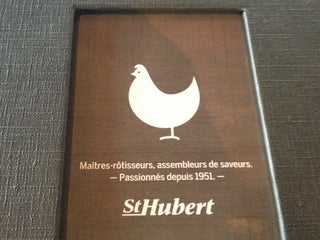 Maîtres-rôtisseurs, assembleurs de saveurs.
— Passionnés depuis 1951. —
StHubert